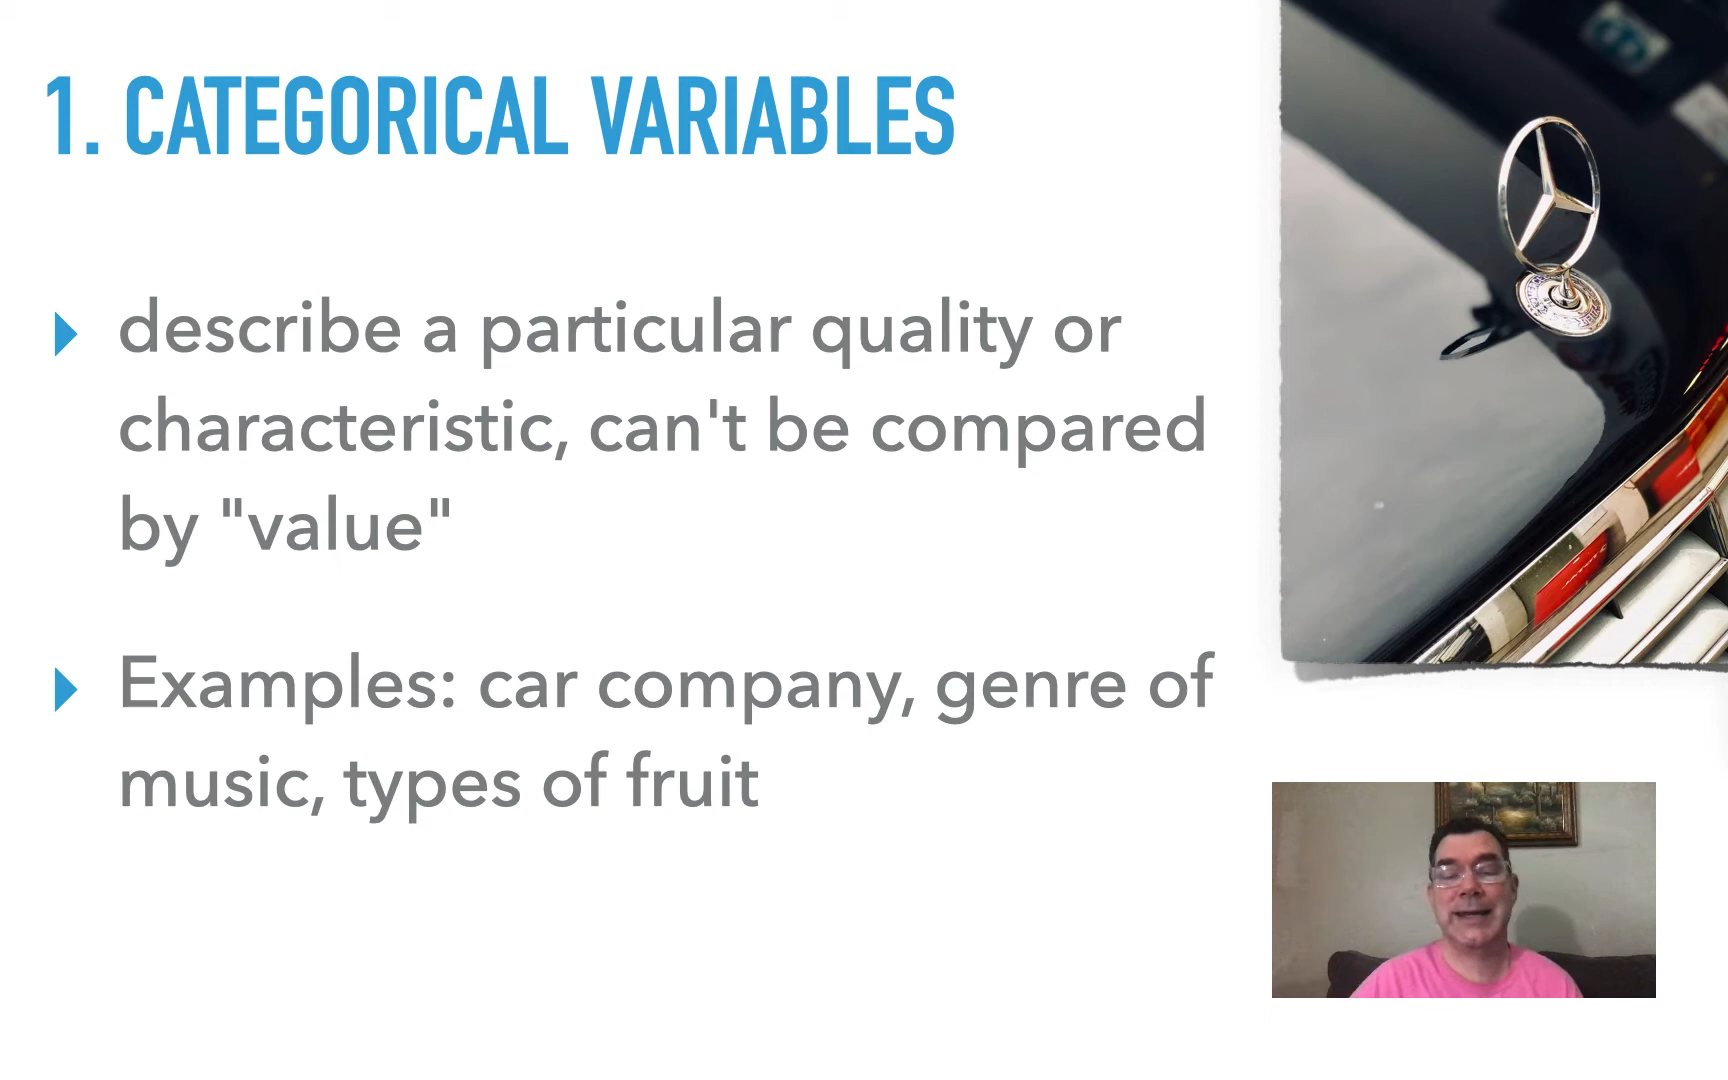 1. CATEGORICAL VARIABLES
describe a particular quality or
characteristic, can't be compared
by "value"
Examples: car company, genre of
music, types of fruit